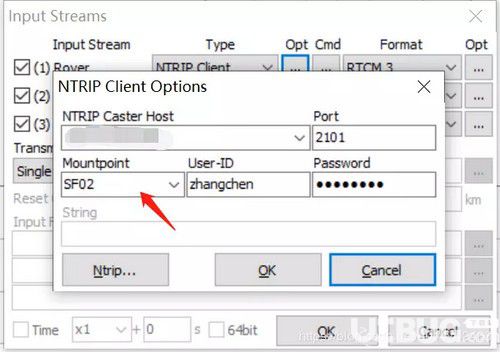 Input Streams
Input Stream Type Opt Cmd Format Opt
(1) Rover NTRIP Client ... ... RTCM 3 ...
(2) ...
(3) ...
NTRIP Client Options
NTRIP Caster Host Port
2101
Mountpoint User-ID Password
SF02 zhangchen ●●●●●●●●
String
Ntrip... OK Cancel
Transm
Single
Reset km
Input F
...
...
...
Time x1 + 0 s 64bit OK Cancel